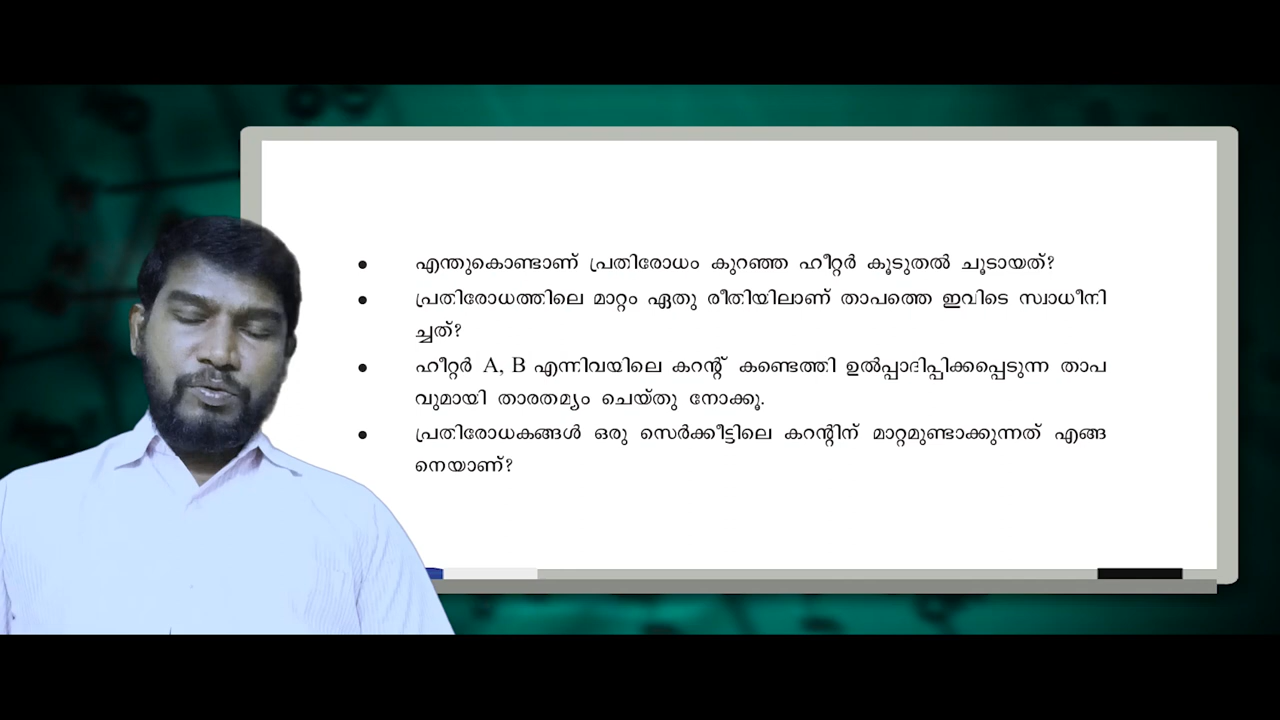 • എന്തുകൊണ്ടാണ് പ്രതിരോധം കുറഞ്ഞ ഹീറ്റർ കൂടുതൽ ചൂടായത്?
• പ്രതിരോധത്തിലെ മാറ്റം ഏതു രീതിയിലാണ് താപത്തെ ഇവിടെ സ്വാധീനി
ച്ചത്?
• ഹീറ്റർ A, B എന്നിവയിലെ കറന്റ് കണ്ടെത്തി ഉൽപ്പാദിപ്പിക്കപ്പെടുന്ന താപ
വുമായി താരതമ്യം ചെയ്തു നോക്കൂ.
• പ്രതിരോധകങ്ങൾ ഒരു സെർക്കീട്ടിലെ കറന്റിന് മാറ്റമുണ്ടാക്കുന്നത് എങ്ങ
നെയാണ്?